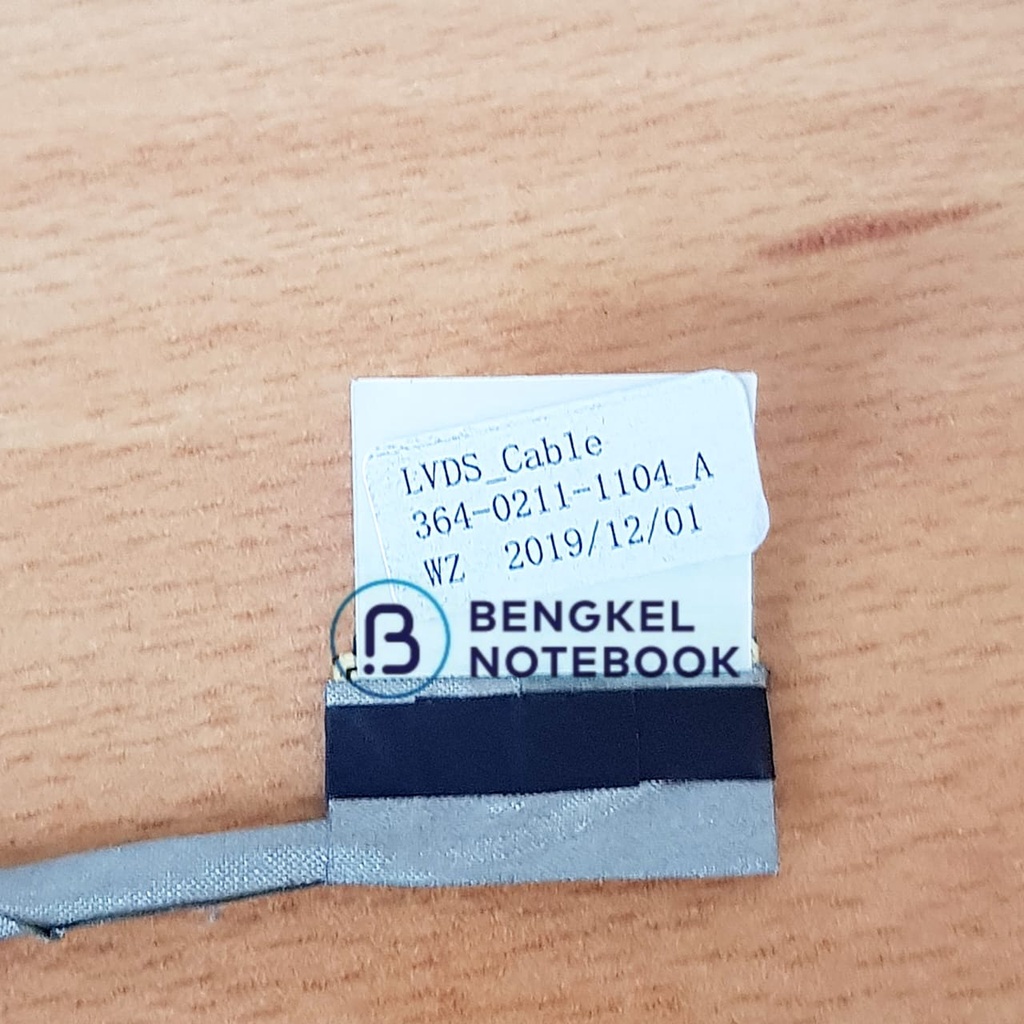 LVDS_Cable
364-0211-1104_A
WZ 2019/12/01
BENGKEL
NOTEBOOK